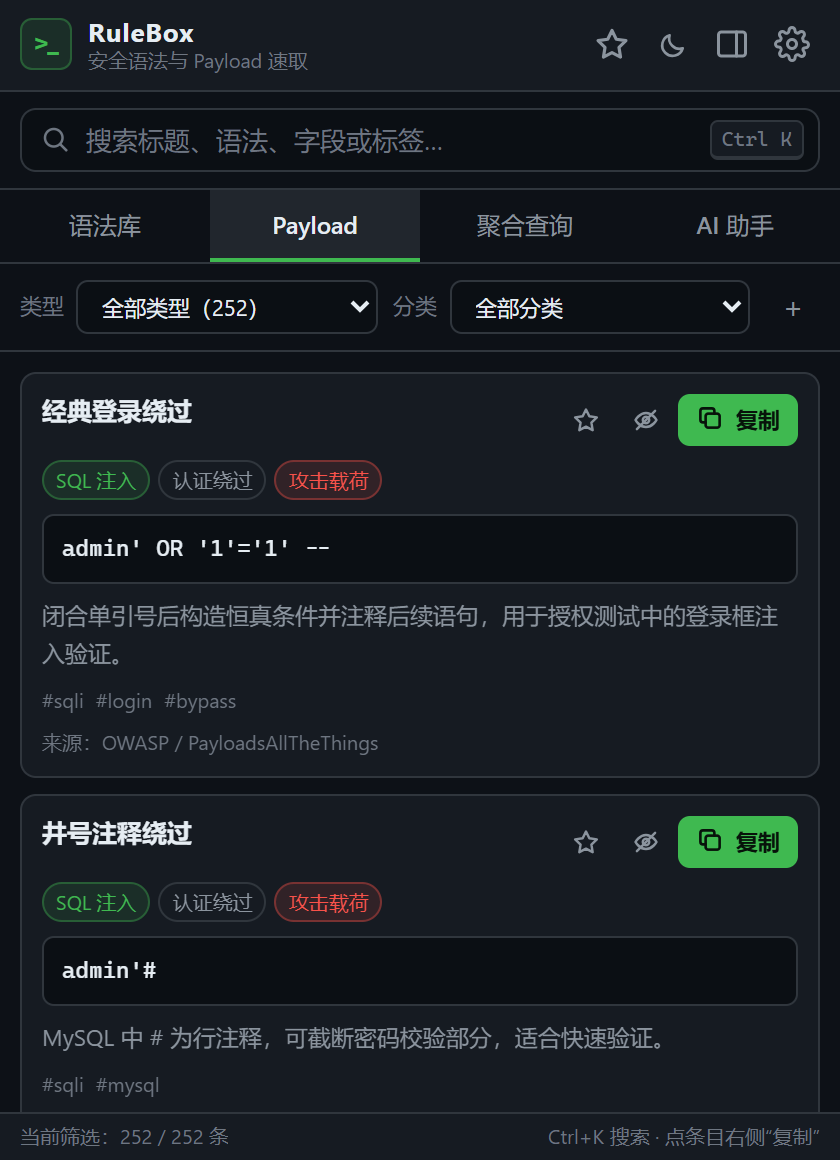 >_
RuleBox
安全语法与 Payload 速取
搜索标题、语法、字段或标签...
Ctrl K
语法库 Payload 聚合查询 AI 助手
类型 全部类型（252） 分类 全部分类 +
经典登录绕过
复制
SQL 注入 认证绕过 攻击载荷
admin' OR '1'='1' --
闭合单引号后构造恒真条件并注释后续语句，用于授权测试中的登录框注
入验证。
#sqli #login #bypass
来源：OWASP / PayloadsAllTheThings
井号注释绕过
复制
SQL 注入 认证绕过 攻击载荷
admin'#
MySQL 中 # 为行注释，可截断密码校验部分，适合快速验证。
#sqli #mysql
当前筛选：252 / 252 条
Ctrl+K 搜索 · 点条目右侧“复制”